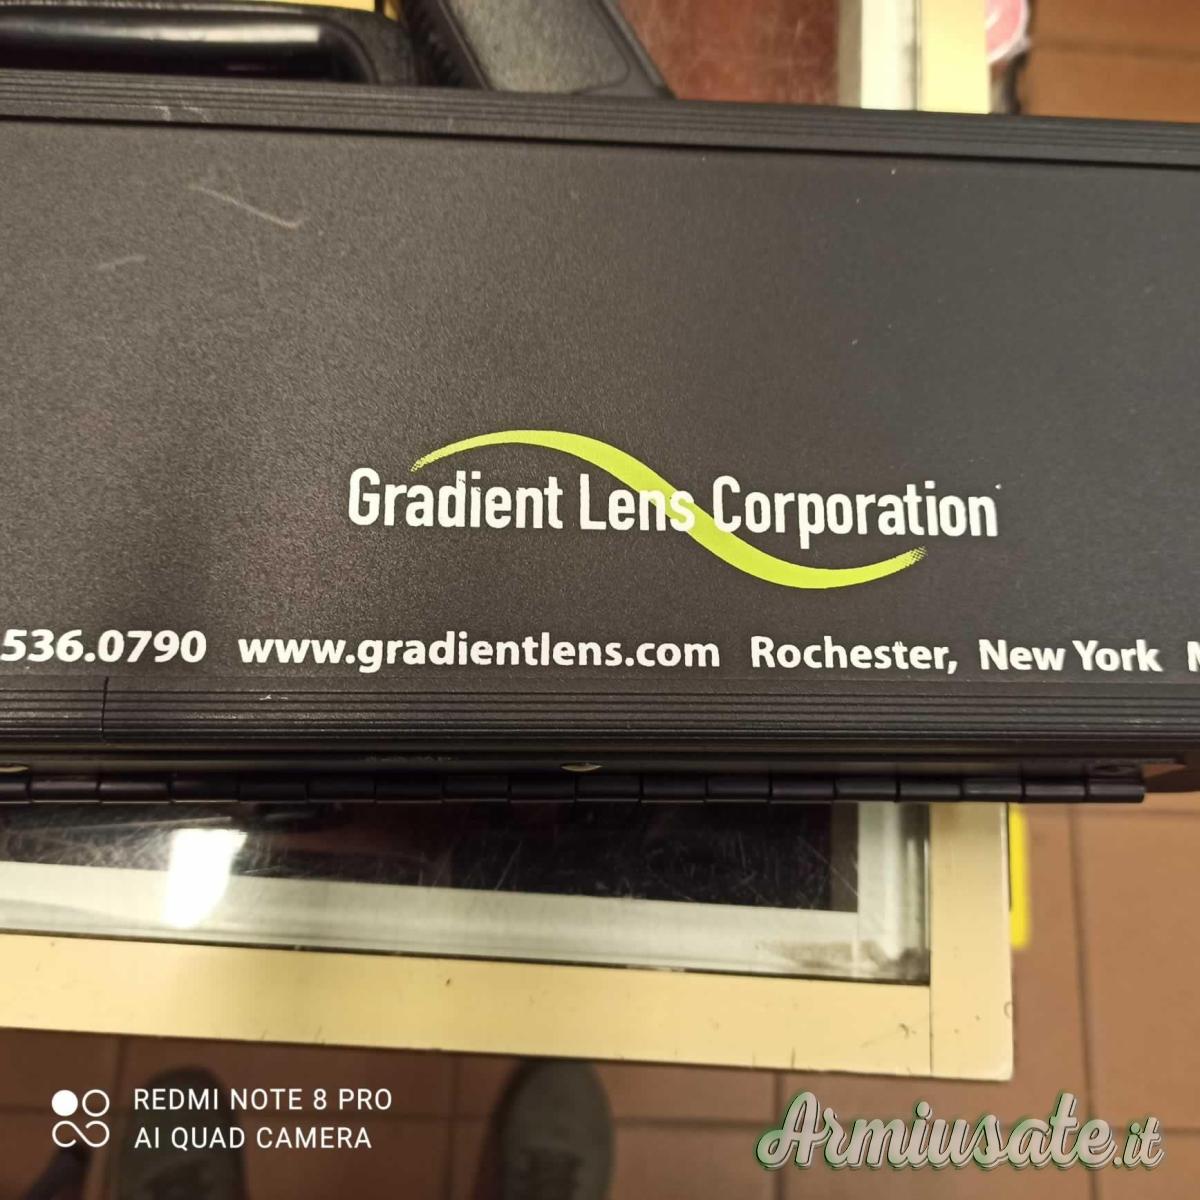 Gradient Lens Corporation
.536.0790 www.gradientlens.com Rochester, New York
REDMI NOTE 8 PRO
AI QUAD CAMERA
Armiusate.it